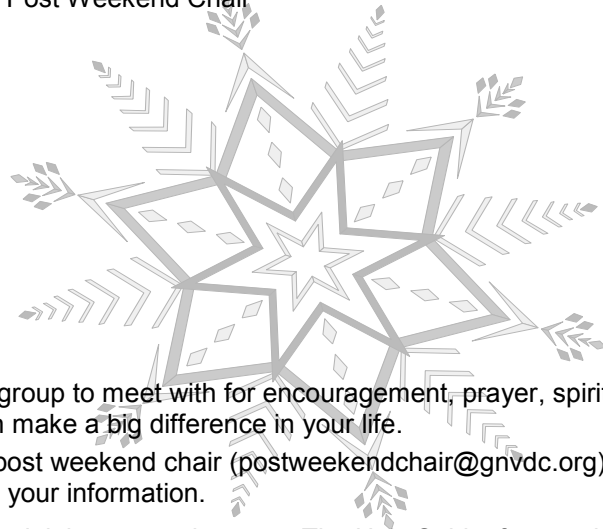 Post Weekend Chair
group to meet with for encouragement, prayer, spirit
make a big difference in your life.
post weekend chair (postweekendchair@gnvdc.org)
your information.